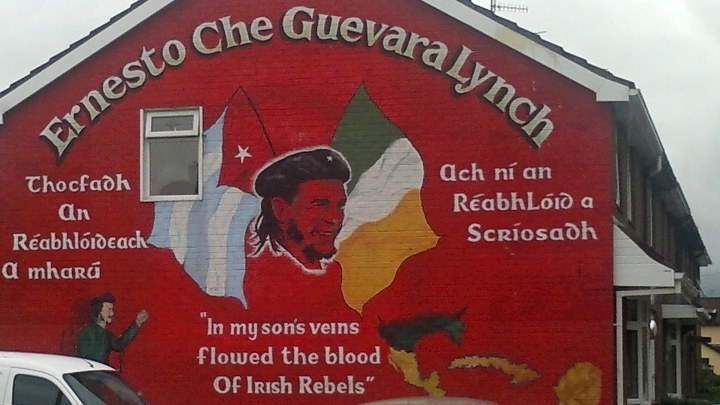 Ernesto Che Guevara Lynch
Thocfadh
An
Réabhlóideach
A mharú
Ach ní an
Réabhlóid a
Scriosadh
"In my son's veins
flowed the blood
Of Irish Rebels"